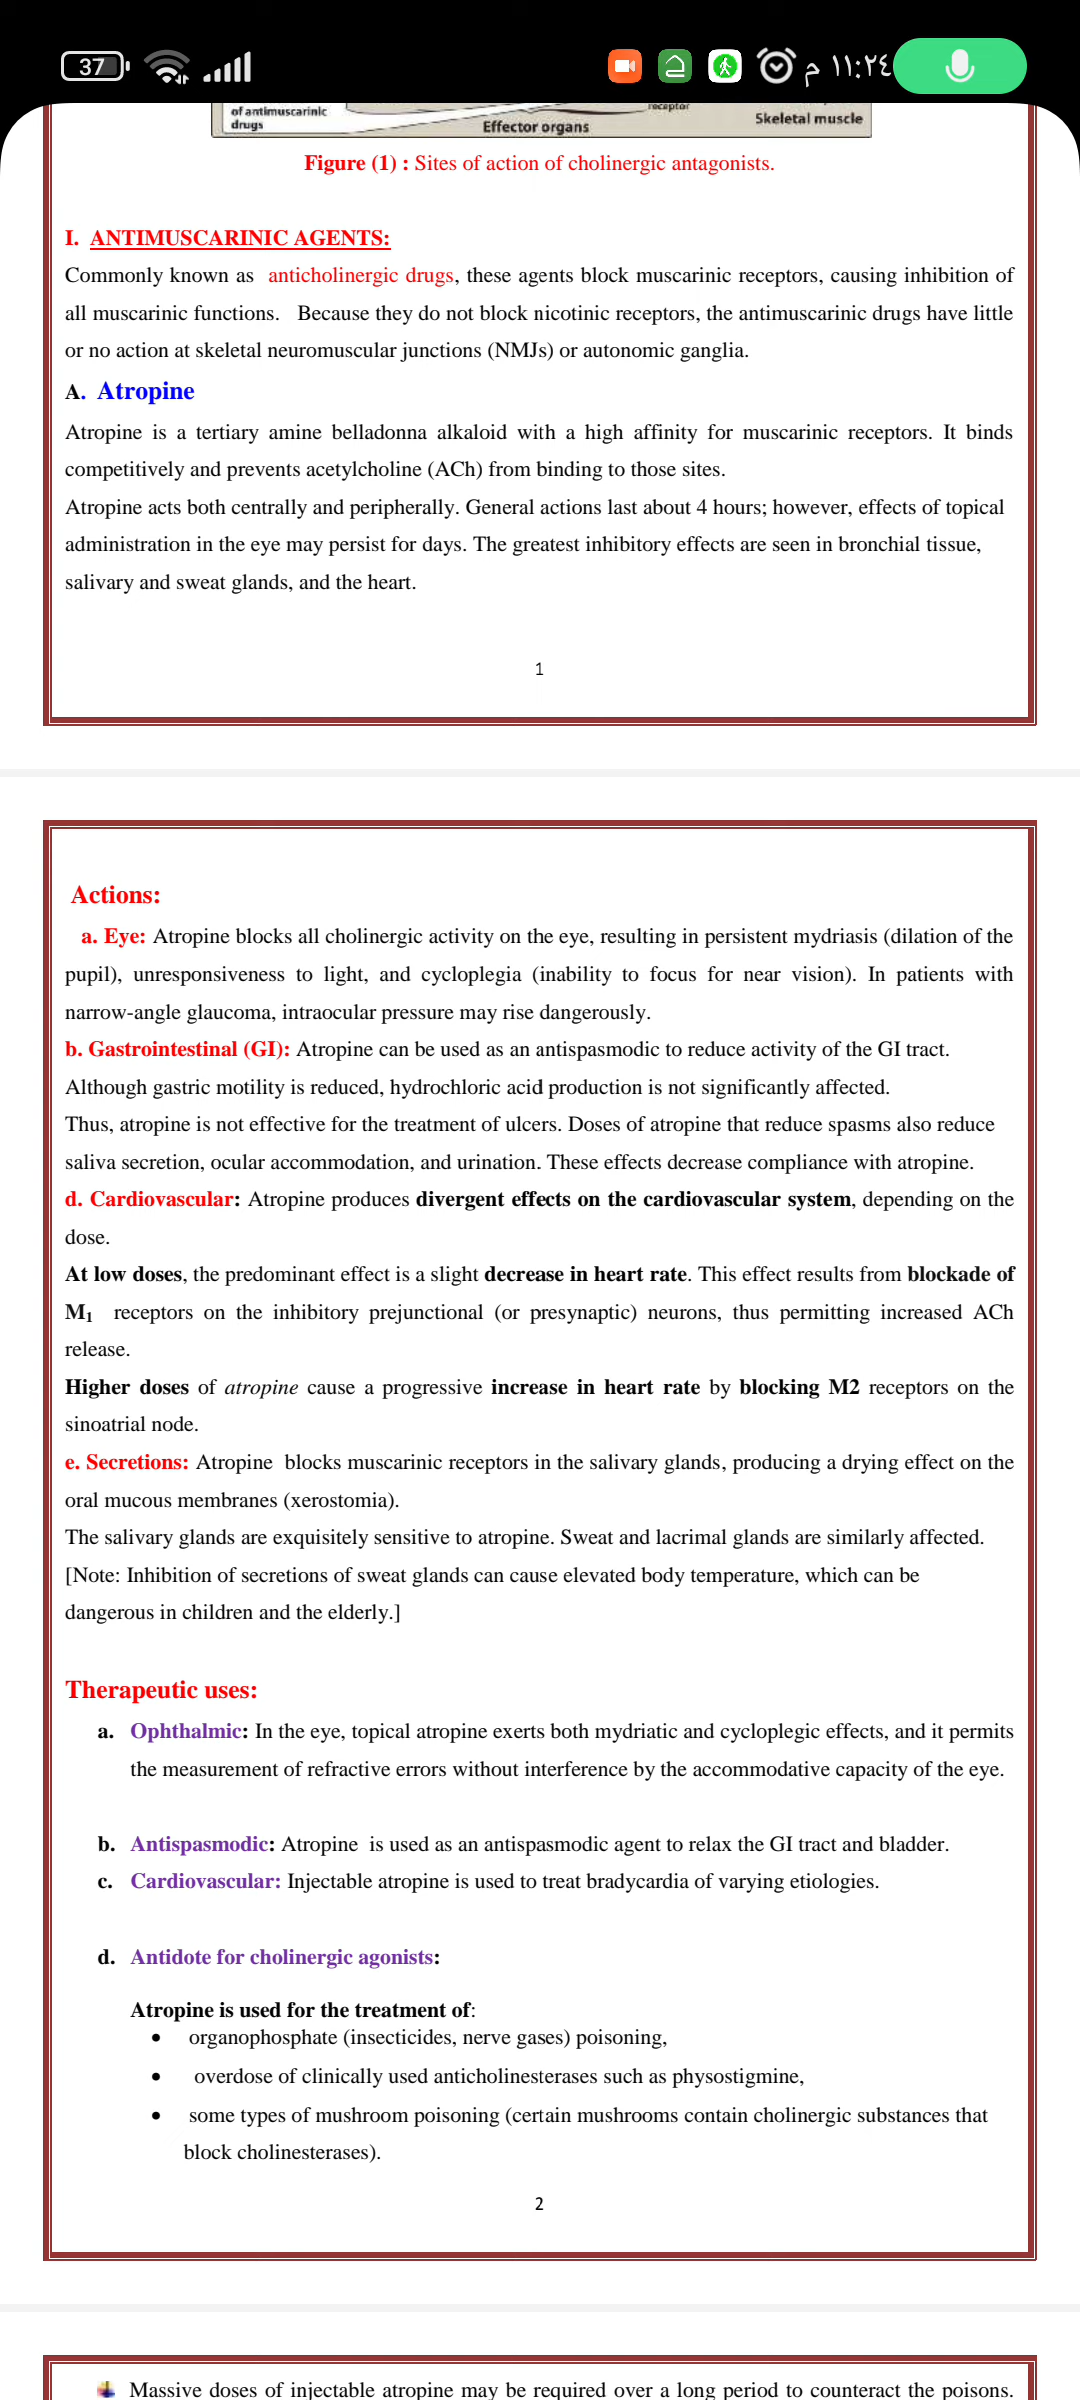 37
١١:٢٤ م
of antimuscarinic
drugs
Effector organs
receptor
Skeletal muscle
Figure (1) : Sites of action of cholinergic antagonists.
I. ANTIMUSCARINIC AGENTS:
Commonly known as anticholinergic drugs, these agents block muscarinic receptors, causing inhibition of
all muscarinic functions. Because they do not block nicotinic receptors, the antimuscarinic drugs have little
or no action at skeletal neuromuscular junctions (NMJs) or autonomic ganglia.
A. Atropine
Atropine is a tertiary amine belladonna alkaloid with a high affinity for muscarinic receptors. It binds
competitively and prevents acetylcholine (ACh) from binding to those sites.
Atropine acts both centrally and peripherally. General actions last about 4 hours; however, effects of topical
administration in the eye may persist for days. The greatest inhibitory effects are seen in bronchial tissue,
salivary and sweat glands, and the heart.
1
Actions:
a. Eye: Atropine blocks all cholinergic activity on the eye, resulting in persistent mydriasis (dilation of the
pupil), unresponsiveness to light, and cycloplegia (inability to focus for near vision). In patients with
narrow-angle glaucoma, intraocular pressure may rise dangerously.
b. Gastrointestinal (GI): Atropine can be used as an antispasmodic to reduce activity of the GI tract.
Although gastric motility is reduced, hydrochloric acid production is not significantly affected.
Thus, atropine is not effective for the treatment of ulcers. Doses of atropine that reduce spasms also reduce
saliva secretion, ocular accommodation, and urination. These effects decrease compliance with atropine.
d. Cardiovascular: Atropine produces divergent effects on the cardiovascular system, depending on the
dose.
At low doses, the predominant effect is a slight decrease in heart rate. This effect results from blockade of
M₁ receptors on the inhibitory prejunctional (or presynaptic) neurons, thus permitting increased ACh
release.
Higher doses of atropine cause a progressive increase in heart rate by blocking M2 receptors on the
sinoatrial node.
e. Secretions: Atropine blocks muscarinic receptors in the salivary glands, producing a drying effect on the
oral mucous membranes (xerostomia).
The salivary glands are exquisitely sensitive to atropine. Sweat and lacrimal glands are similarly affected.
[Note: Inhibition of secretions of sweat glands can cause elevated body temperature, which can be
dangerous in children and the elderly.]
Therapeutic uses:
a. Ophthalmic: In the eye, topical atropine exerts both mydriatic and cycloplegic effects, and it permits
the measurement of refractive errors without interference by the accommodative capacity of the eye.
b. Antispasmodic: Atropine is used as an antispasmodic agent to relax the GI tract and bladder.
c. Cardiovascular: Injectable atropine is used to treat bradycardia of varying etiologies.
d. Antidote for cholinergic agonists:
Atropine is used for the treatment of:
• organophosphate (insecticides, nerve gases) poisoning,
• overdose of clinically used anticholinesterases such as physostigmine,
• some types of mushroom poisoning (certain mushrooms contain cholinergic substances that
block cholinesterases).
2
Massive doses of injectable atropine may be required over a long period to counteract the poisons.